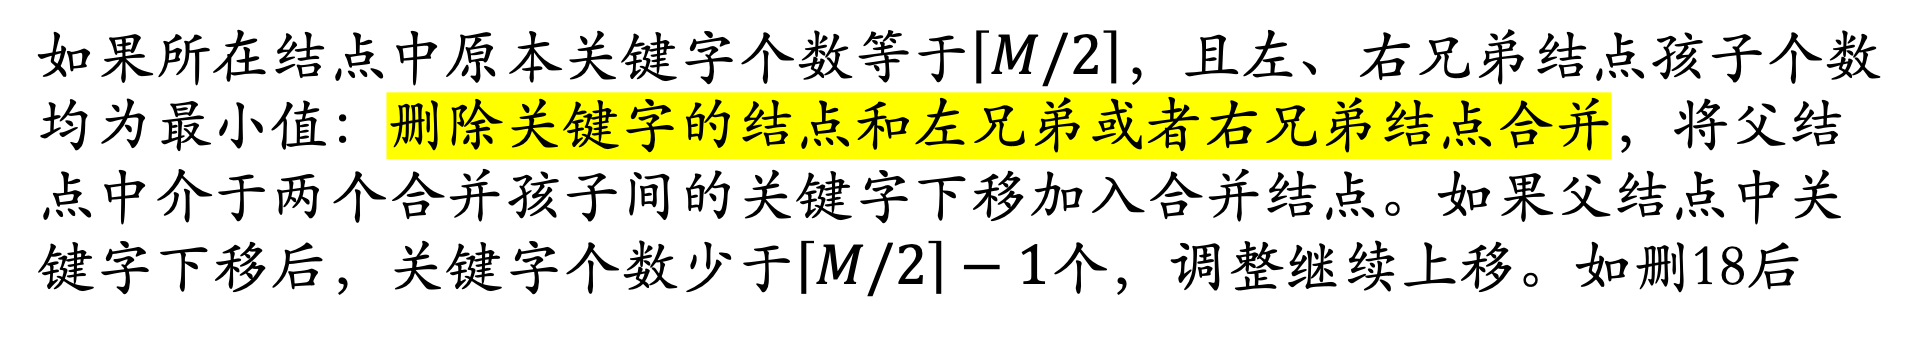 如果所在结点中原本关键字个数等于⌈M/2⌉，且左、右兄弟结点孩子个数
均为最小值：删除关键字的结点和左兄弟或者右兄弟结点合并，将父结
点中介于两个合并孩子间的关键字下移加入合并结点。如果父结点中关
键字下移后，关键字个数少于⌈M/2⌉ − 1个，调整继续上移。如删18后